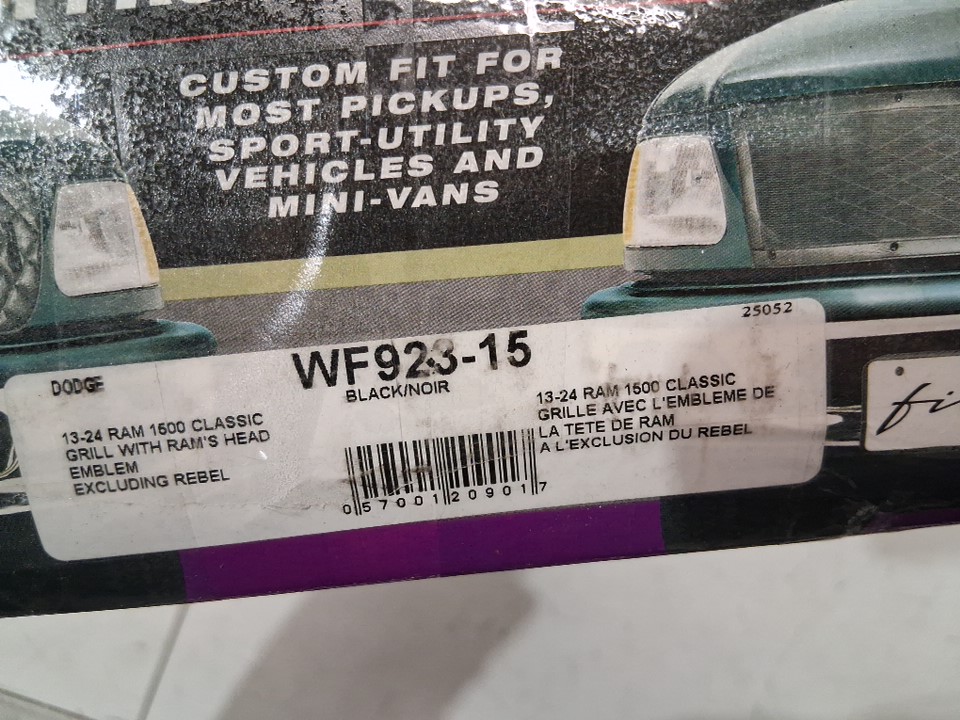 CUSTOM FIT FOR
MOST PICKUPS,
SPORT-UTILITY
VEHICLES AND
MINI-VANS
25052
DODGE
WF923-15
BLACK/NOIR
13-24 RAM 1500 CLASSIC
GRILL WITH RAM'S HEAD
EMBLEM
EXCLUDING REBEL
13-24 RAM 1500 CLASSIC
GRILLE AVEC L'EMBLEME DE
LA TETE DE RAM
A L'EXCLUSION DU REBEL
0 57001 20901 7